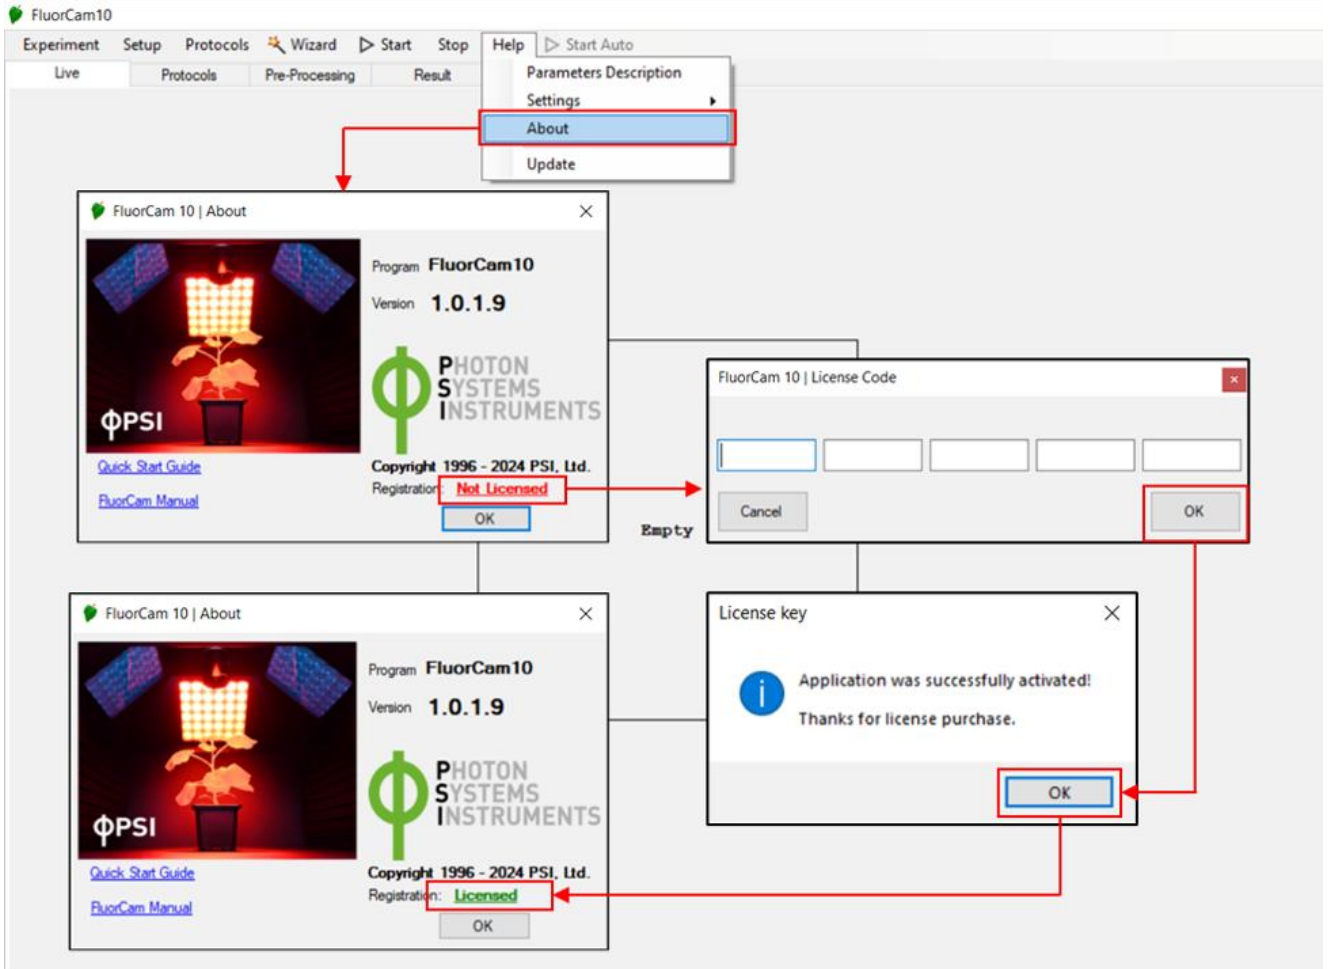 FluorCam10
Experiment Setup Protocols Wizard Start Stop Help Start Auto
Live Protocols Pre-Processing Result
Parameters Description
Settings
About
Update
FluorCam 10 | About
Program FluorCam10
Version 1.0.1.9
PHOTON
SYSTEMS
INSTRUMENTS
ΦPSI
Quick Start Guide
FluorCam Manual
Copyright 1996 - 2024 PSI, Ltd.
Registration: Not Licensed
OK
FluorCam 10 | License Code
Cancel
OK
Empty
FluorCam 10 | About
Program FluorCam10
Version 1.0.1.9
PHOTON
SYSTEMS
INSTRUMENTS
ΦPSI
Quick Start Guide
FluorCam Manual
Copyright 1996 - 2024 PSI, Ltd.
Registration: Licensed
OK
License key
Application was successfully activated!
Thanks for license purchase.
OK